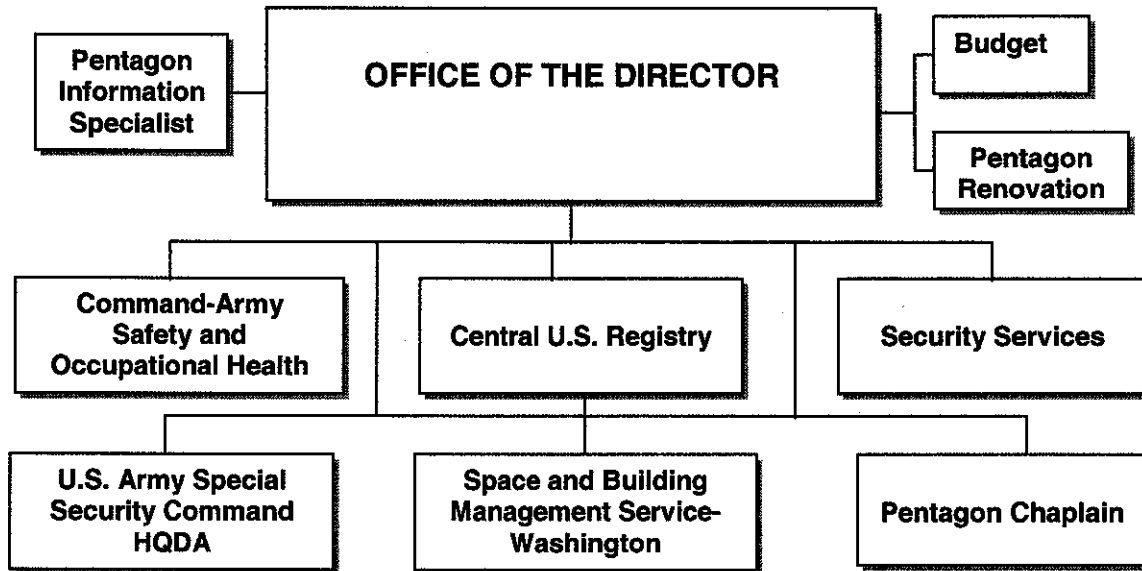 Pentagon
Information
Specialist
OFFICE OF THE DIRECTOR
Budget
Pentagon
Renovation
Command-Army
Safety and
Occupational Health
Central U.S. Registry
Security Services
U.S. Army Special
Security Command
HQDA
Space and Building
Management Service-
Washington
Pentagon Chaplain